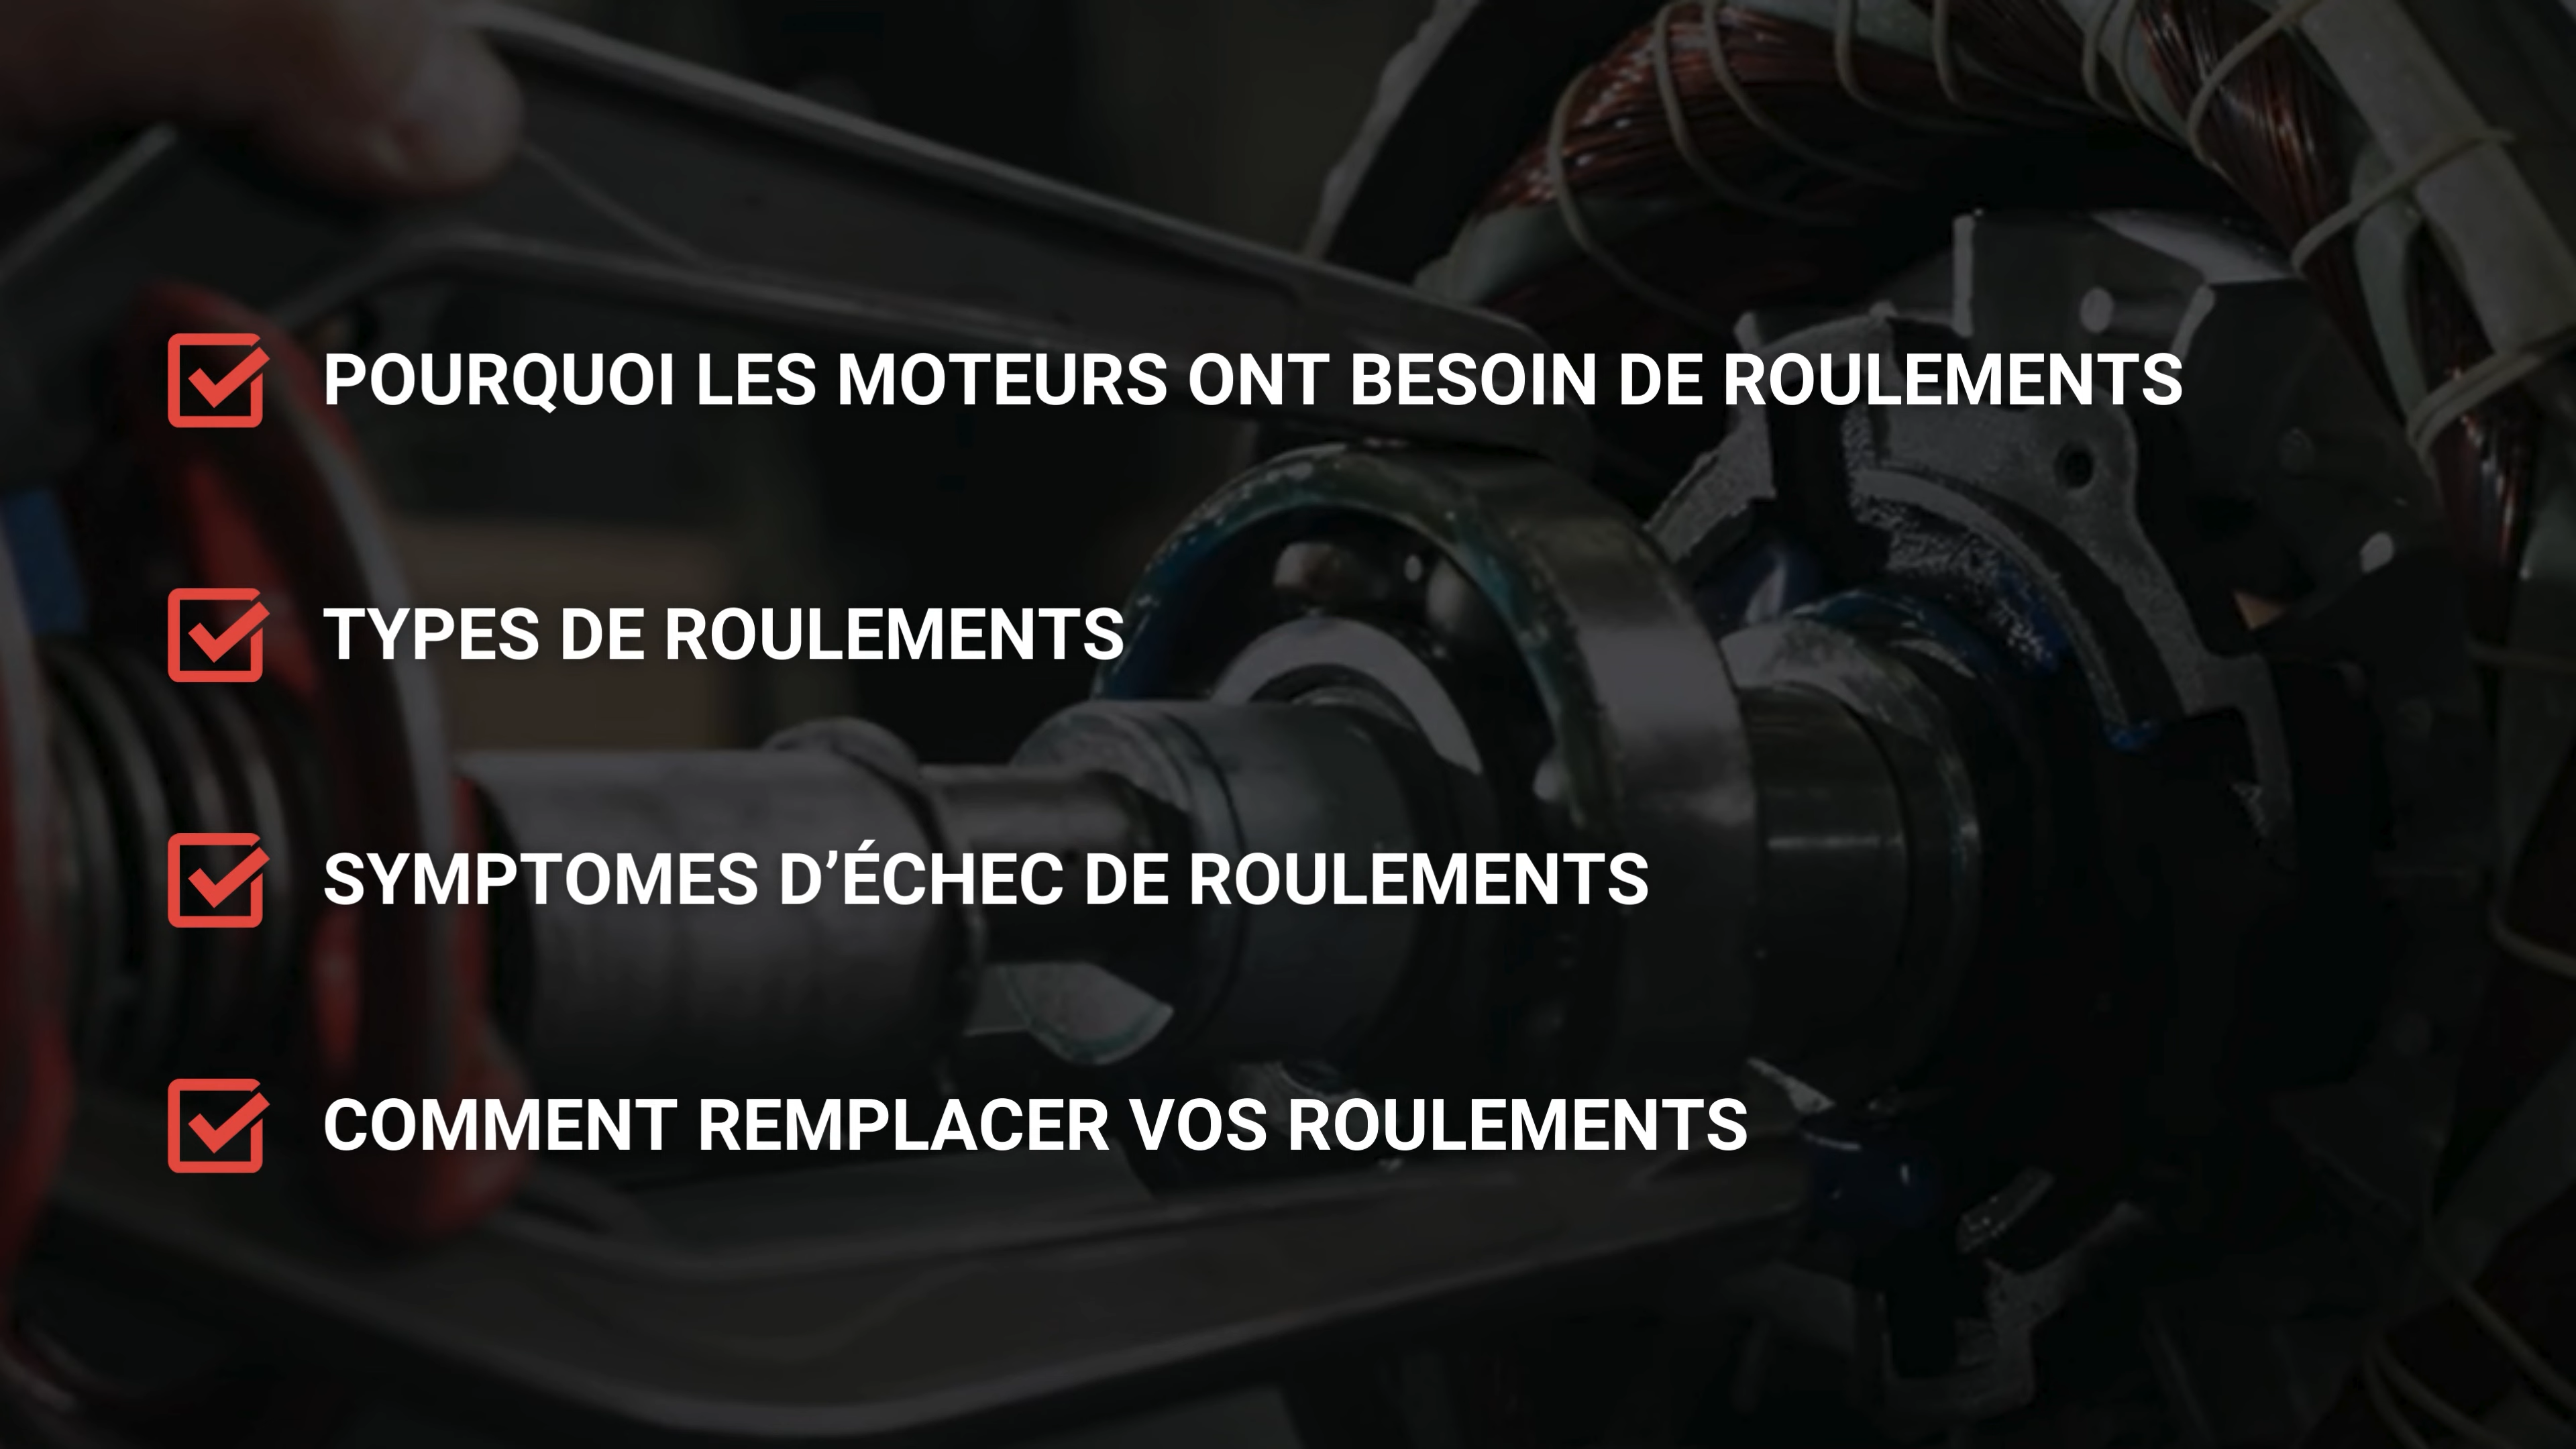 POURQUOI LES MOTEURS ONT BESOIN DE ROULEMENTS
TYPES DE ROULEMENTS
SYMPTOMES D’ÉCHEC DE ROULEMENTS
COMMENT REMPLACER VOS ROULEMENTS